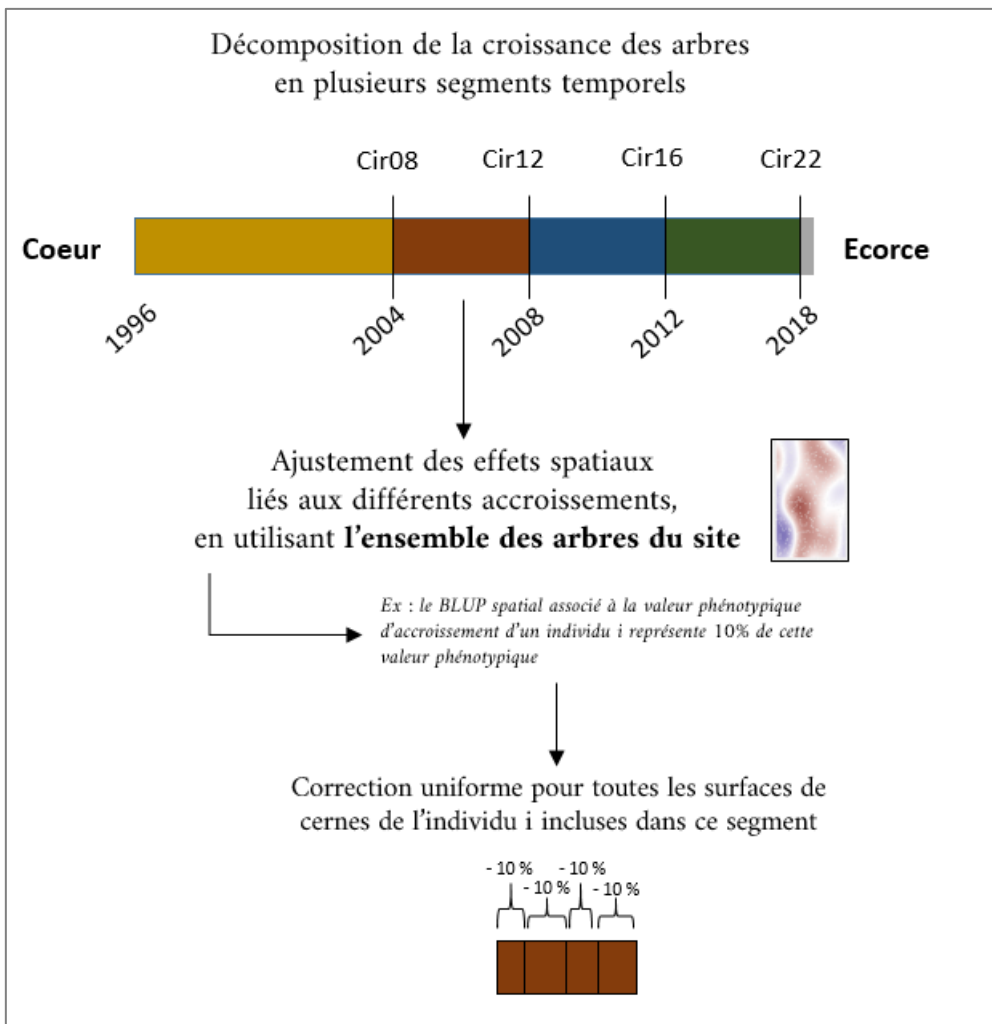 Décomposition de la croissance des arbres
en plusieurs segments temporels
Cir08 Cir12 Cir16 Cir22
Coeur Ecorce
1996 2004 2008 2012 2018
Ajustement des effets spatiaux
liés aux différents accroissements,
en utilisant l'ensemble des arbres du site
Ex : le BLUP spatial associé à la valeur phénotypique
d'accroissement d'un individu i représente 10% de cette
valeur phénotypique
Correction uniforme pour toutes les surfaces de
cernes de l'individu i incluses dans ce segment
- 10 % - 10 %
- 10 % - 10 %